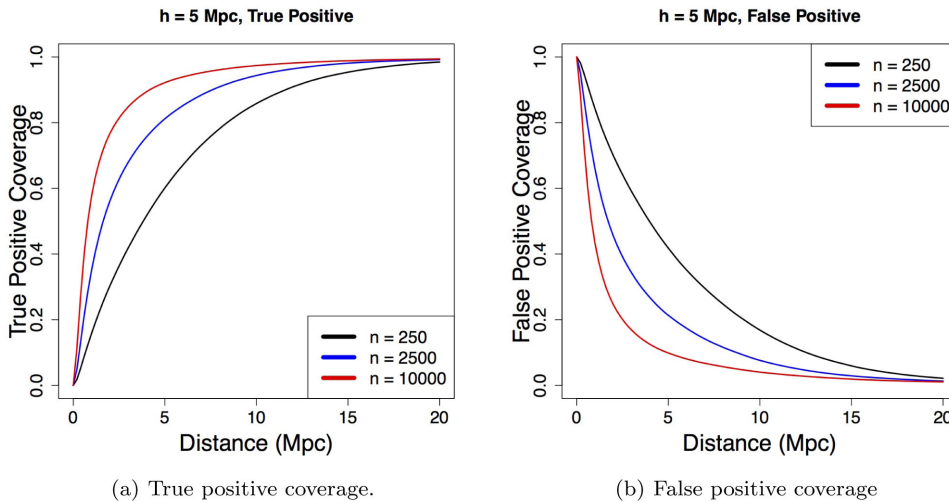 h = 5 Mpc, True Positive
True Positive Coverage
0.0 0.2 0.4 0.6 0.8 1.0
n = 250
n = 2500
n = 10000
0 5 10 15 20
Distance (Mpc)
(a) True positive coverage.
h = 5 Mpc, False Positive
False Positive Coverage
0.0 0.2 0.4 0.6 0.8 1.0
n = 250
n = 2500
n = 10000
0 5 10 15 20
Distance (Mpc)
(b) False positive coverage